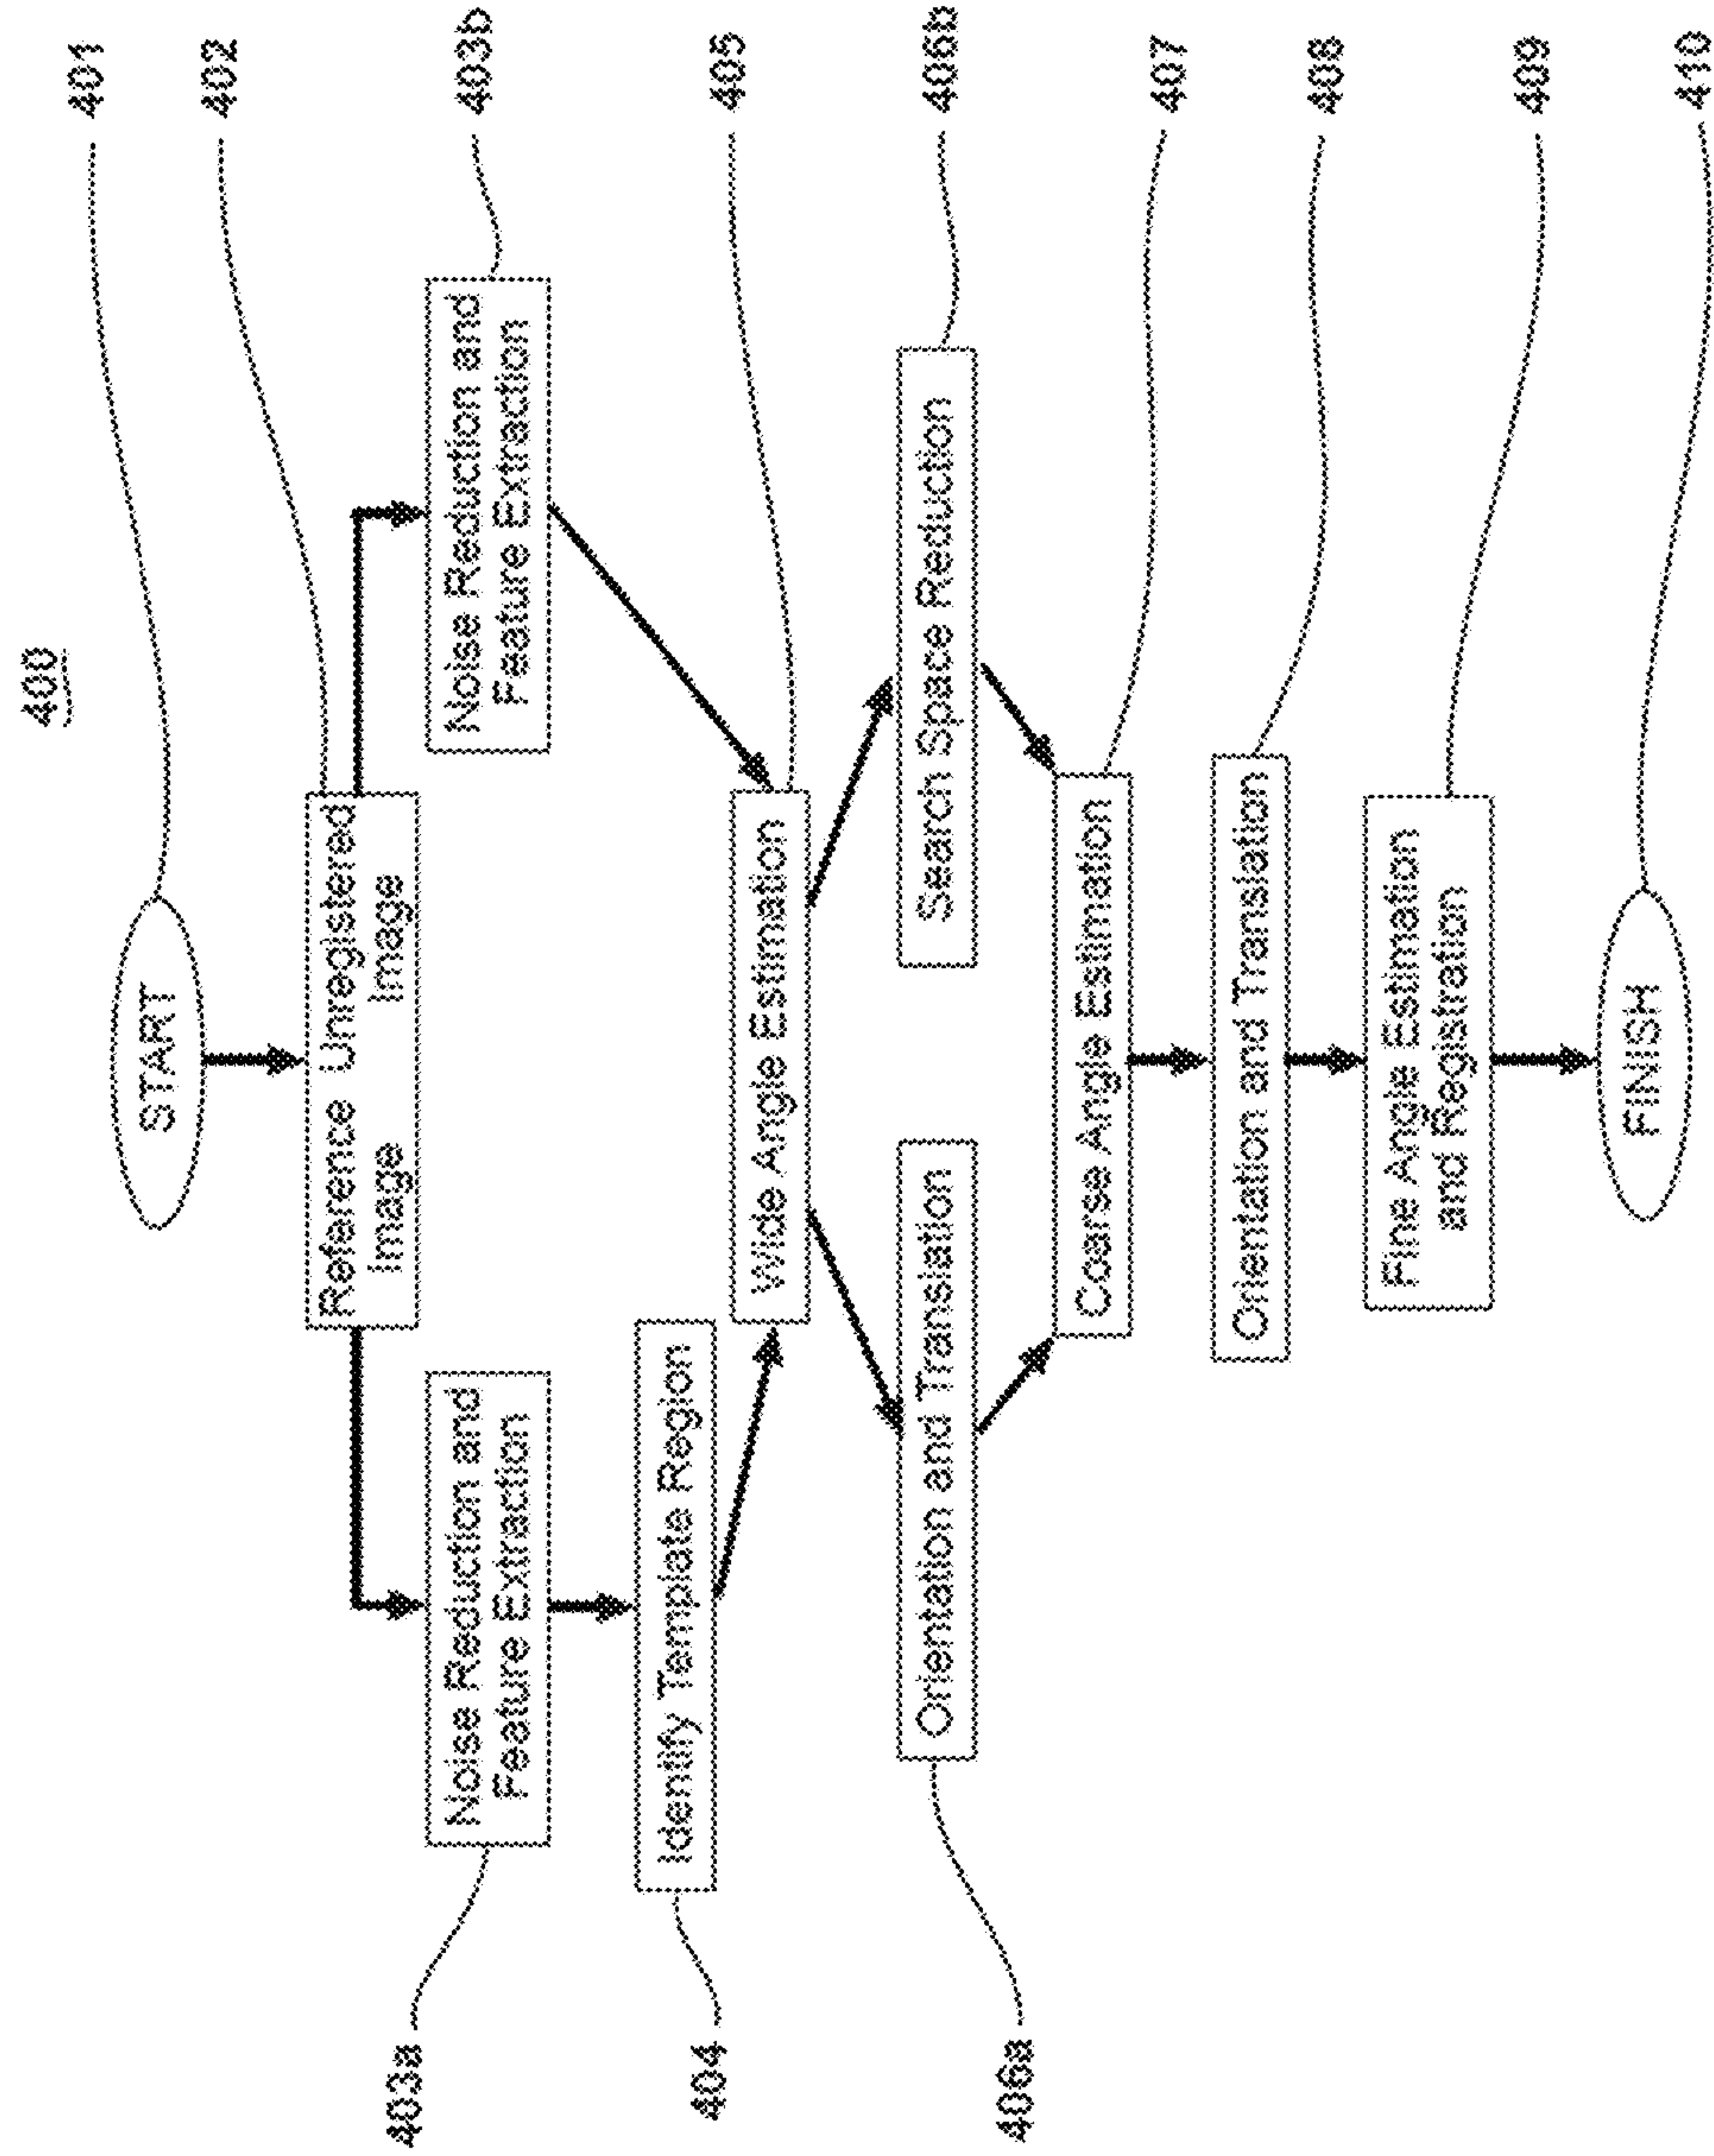 400
START
401
Reference Unregistered
Image Image
402
Noise Reduction and
Feature Extraction
403a
Noise Reduction and
Feature Extraction
403b
Identify Template Region
404
Wide Angle Estimation
405
Orientation and Translation
406a
Search Space Reduction
406b
Coarse Angle Estimation
407
Orientation and Translation
408
Fine Angle Estimation
and Registration
409
FINISH
410